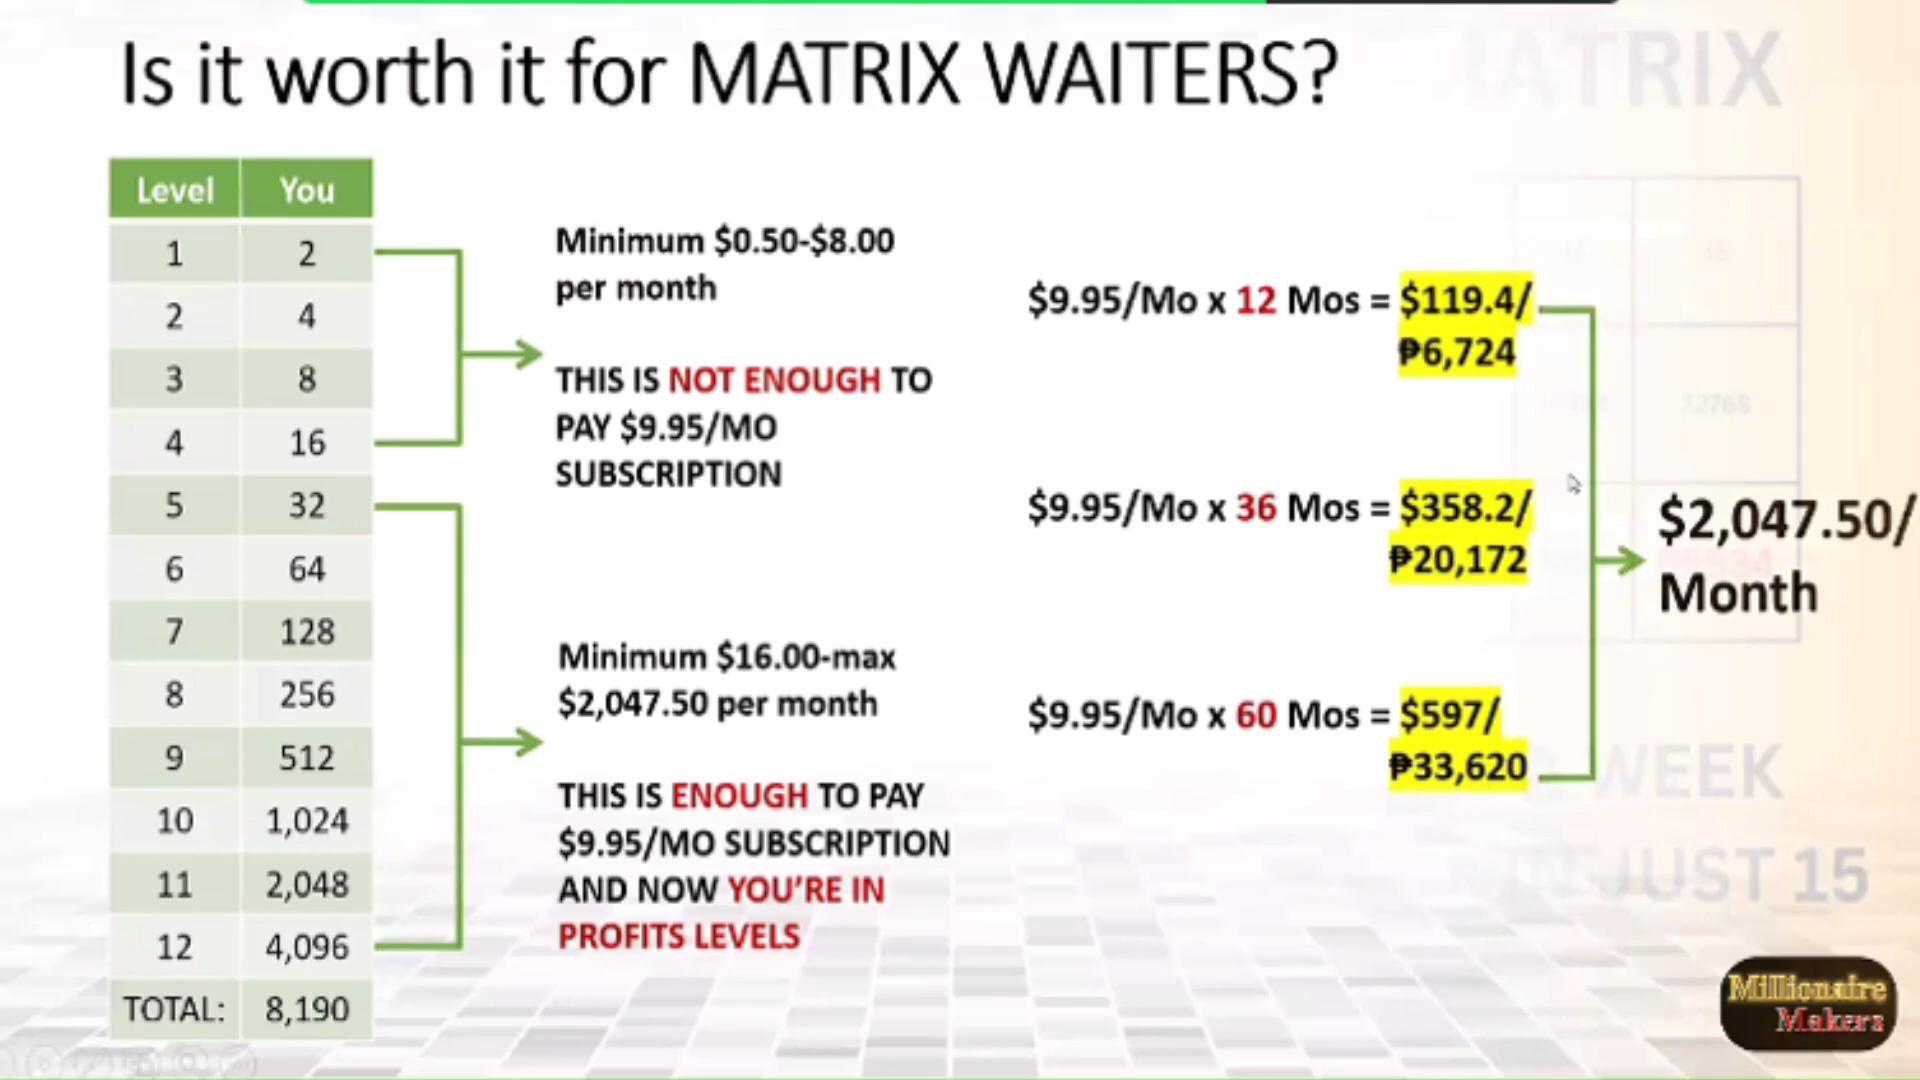 Is it worth it for MATRIX WAITERS?
Level You
1 2
2 4
3 8
4 16
5 32
6 64
7 128
8 256
9 512
10 1,024
11 2,048
12 4,096
TOTAL: 8,190
Minimum $0.50-$8.00
per month
THIS IS NOT ENOUGH TO
PAY $9.95/MO
SUBSCRIPTION
Minimum $16.00-max
$2,047.50 per month
THIS IS ENOUGH TO PAY
$9.95/MO SUBSCRIPTION
AND NOW YOU'RE IN
PROFITS LEVELS
$9.95/Mo x 12 Mos = $119.4/
₱6,724
$9.95/Mo x 36 Mos = $358.2/
₱20,172
$9.95/Mo x 60 Mos = $597/
₱33,620
$2,047.50/
Month
MATRIX
15
32768
WEEK
JUST 15
Millionaire
Makers